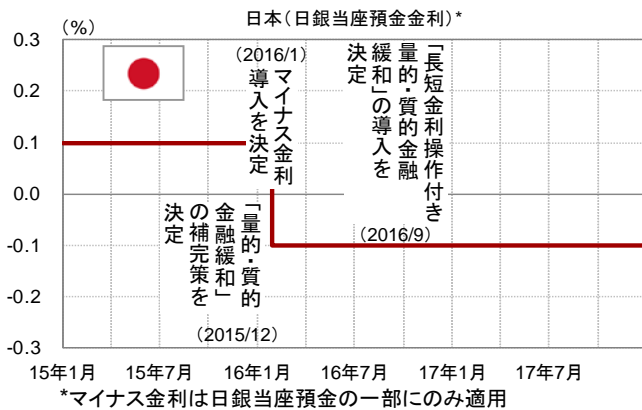 日本（日銀当座預金金利）*
（%）
0.3
0.2
0.1
0.0
-0.1
-0.2
-0.3
（2016/1）
マイナス金利
導入を決定
「長短金利操作付き
量的・質的金融
緩和」の導入を
決定
（2016/9）
「量的・質的
金融緩和」
の補完策を
決定
（2015/12）
15年1月 15年7月 16年1月 16年7月 17年1月 17年7月
*マイナス金利は日銀当座預金の一部にのみ適用